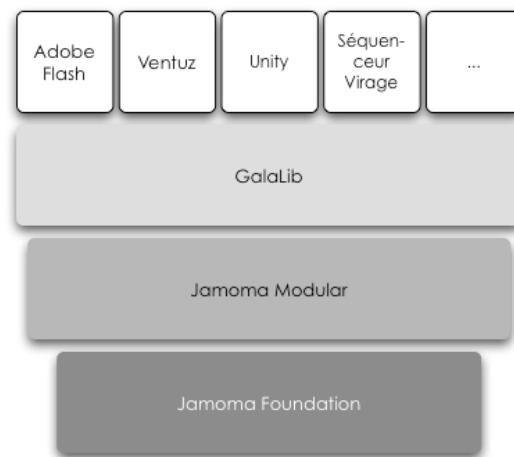 Adobe
Flash
Ventuz
Unity
Séquen-
ceur
Virage
...
GalaLib
Jamoma Modular
Jamoma Foundation